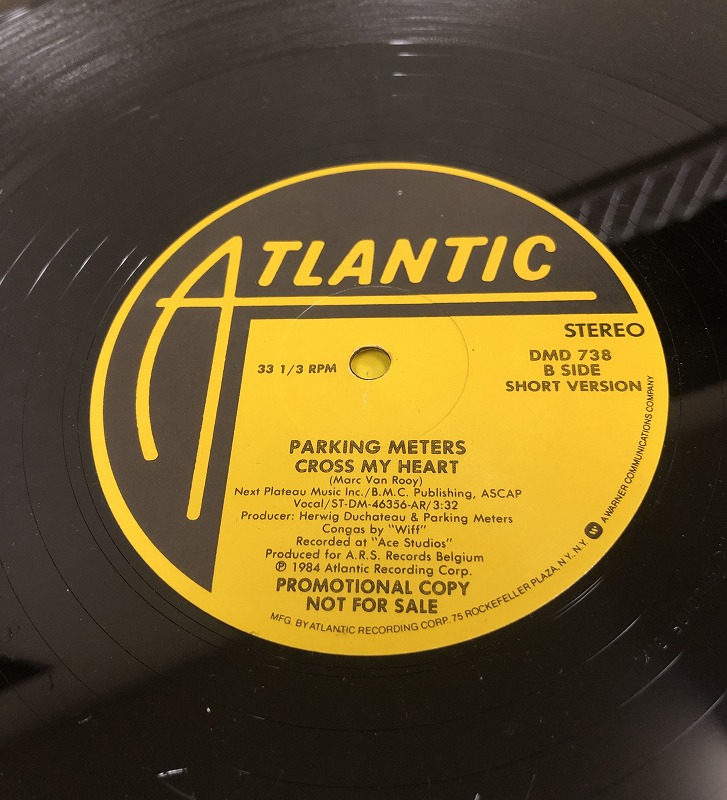 ATLANTIC
STEREO
33 1/3 RPM
DMD 738
B SIDE
SHORT VERSION
PARKING METERS
CROSS MY HEART
(Marc Van Rooy)
Next Plateau Music Inc./B.M.C. Publishing, ASCAP
Vocal/ST-DM-46356-AR/3:32
Producer: Herwig Duchateau & Parking Meters
Congas by "Wiff"
Recorded at "Ace Studios"
Produced for A.R.S. Records Belgium
℗ 1984 Atlantic Recording Corp.
PROMOTIONAL COPY
NOT FOR SALE
MFG. BY ATLANTIC RECORDING CORP., 75 ROCKEFELLER PLAZA, N.Y. N.Y. A WARNER COMMUNICATIONS COMPANY